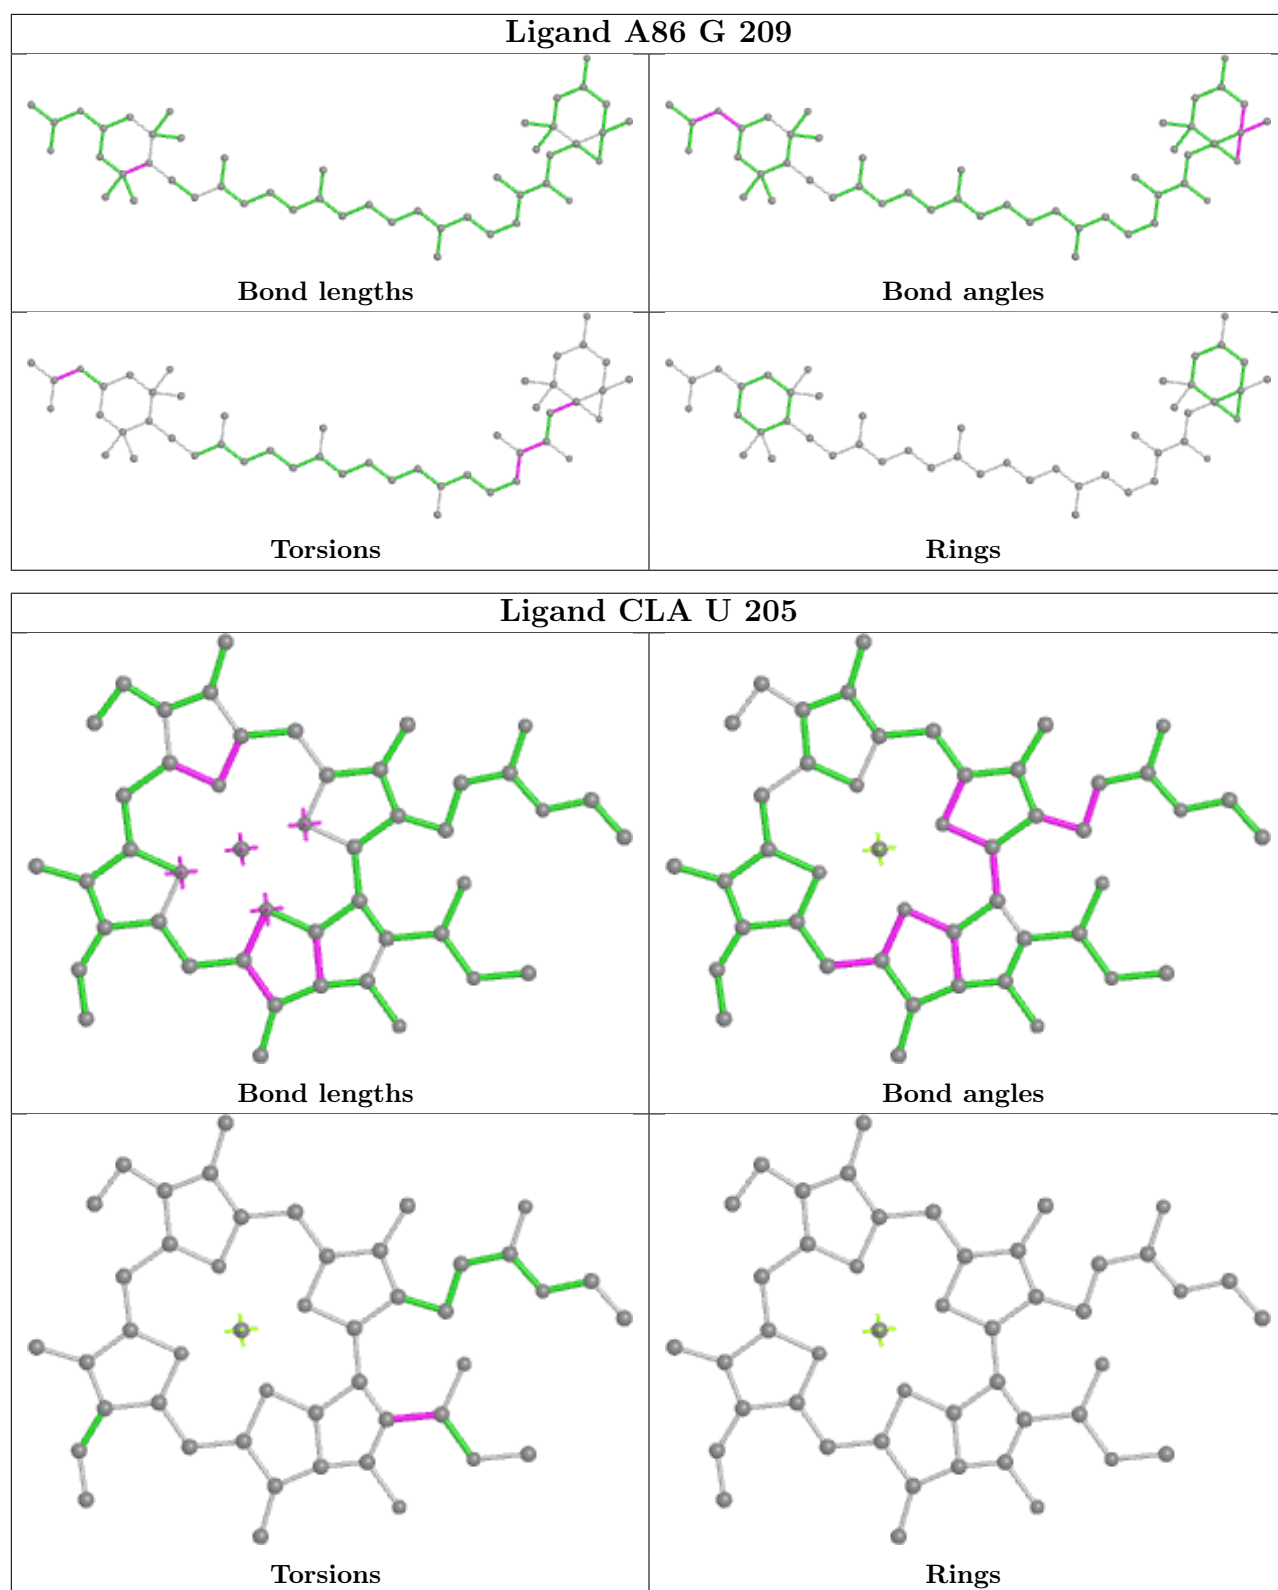 Ligand A86 G 209
Bond lengths
Bond angles
Torsions
Rings
Ligand CLA U 205
Bond lengths
Bond angles
Torsions
Rings